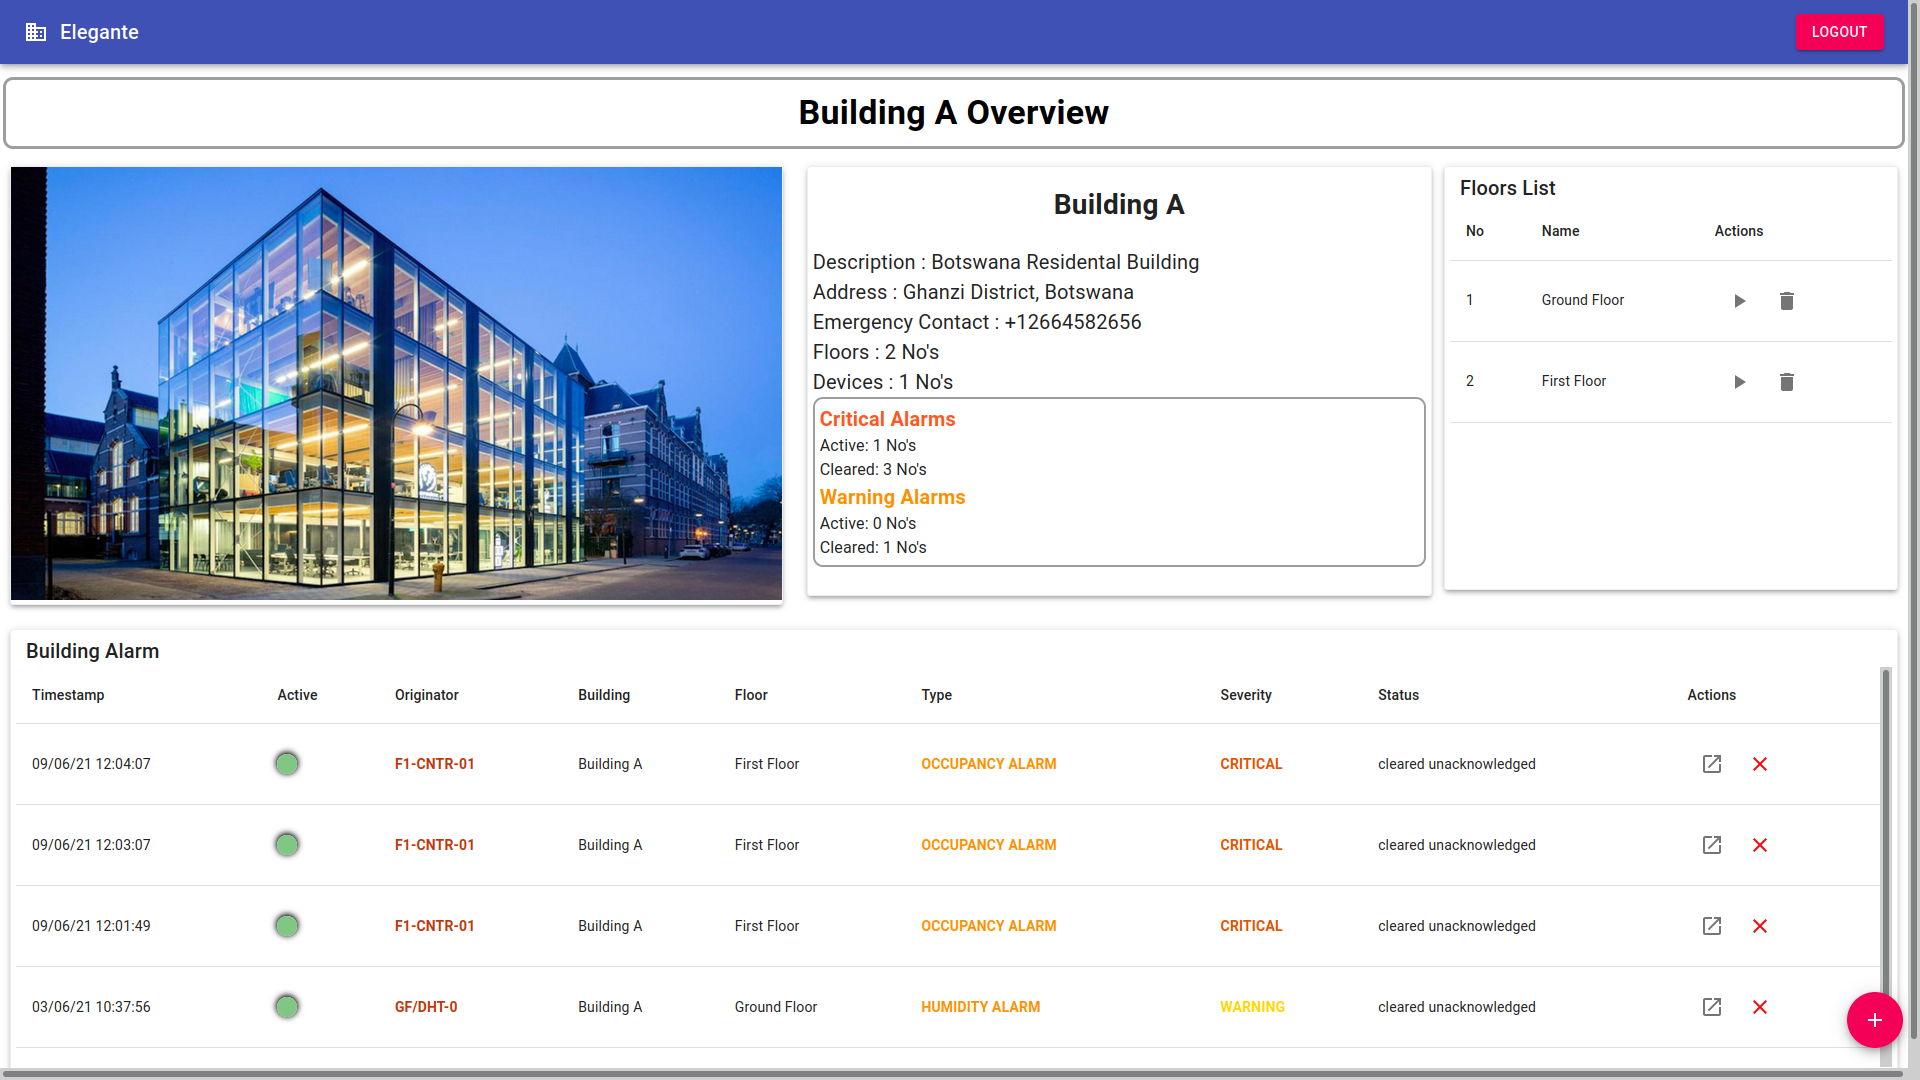 Elegante
LOGOUT
Building A Overview
Building A
Description : Botswana Residental Building
Address : Ghanzi District, Botswana
Emergency Contact : +12664582656
Floors : 2 No's
Devices : 1 No's
Critical Alarms
Active: 1 No's
Cleared: 3 No's
Warning Alarms
Active: 0 No's
Cleared: 1 No's
Floors List
No Name Actions
1 Ground Floor
2 First Floor
Building Alarm
Timestamp Active Originator Building Floor Type Severity Status Actions
09/06/21 12:04:07 F1-CNTR-01 Building A First Floor OCCUPANCY ALARM CRITICAL cleared unacknowledged
09/06/21 12:03:07 F1-CNTR-01 Building A First Floor OCCUPANCY ALARM CRITICAL cleared unacknowledged
09/06/21 12:01:49 F1-CNTR-01 Building A First Floor OCCUPANCY ALARM CRITICAL cleared unacknowledged
03/06/21 10:37:56 GF/DHT-0 Building A Ground Floor HUMIDITY ALARM WARNING cleared unacknowledged